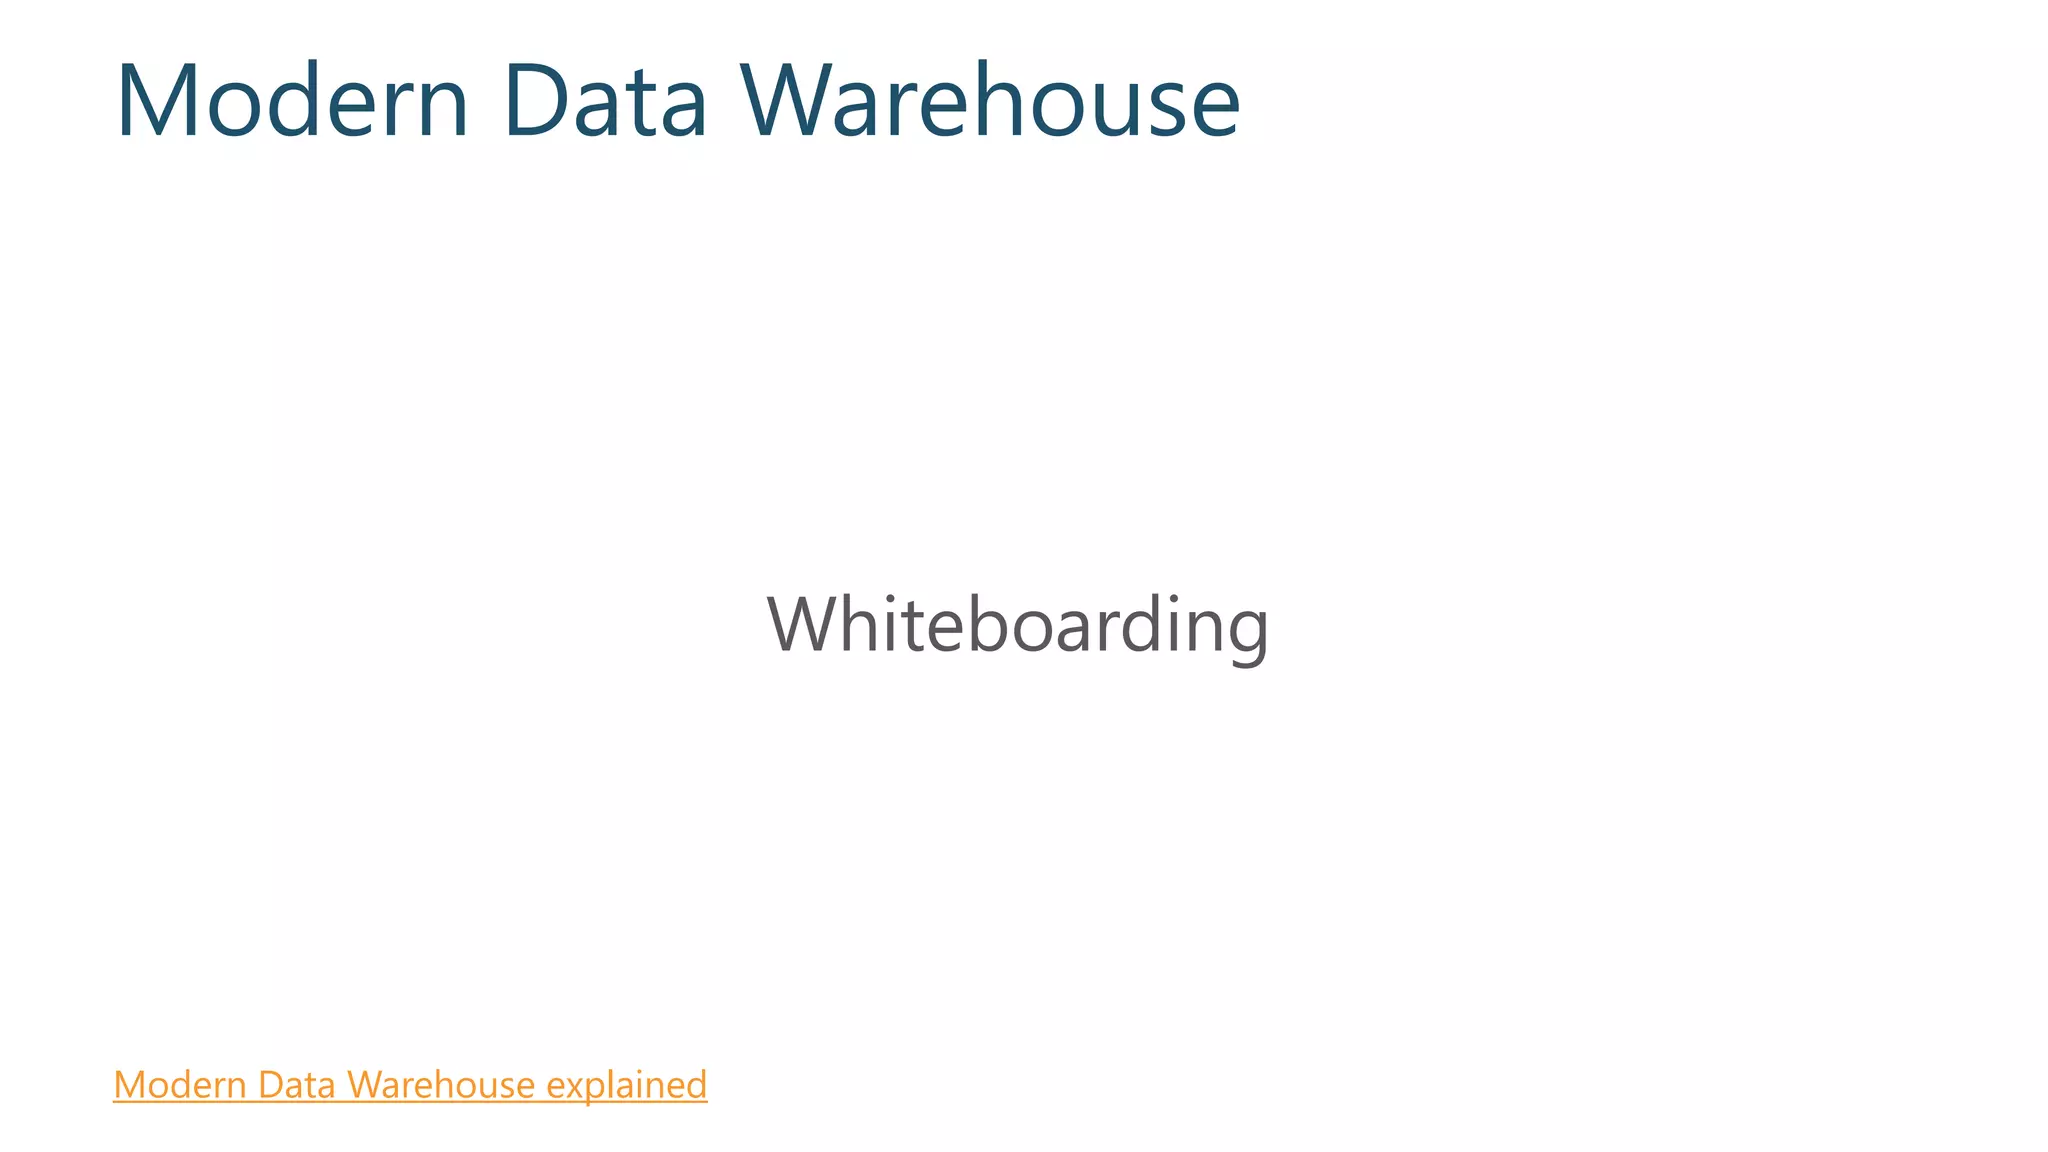 Modern Data Warehouse
Whiteboarding
Modern Data Warehouse explained